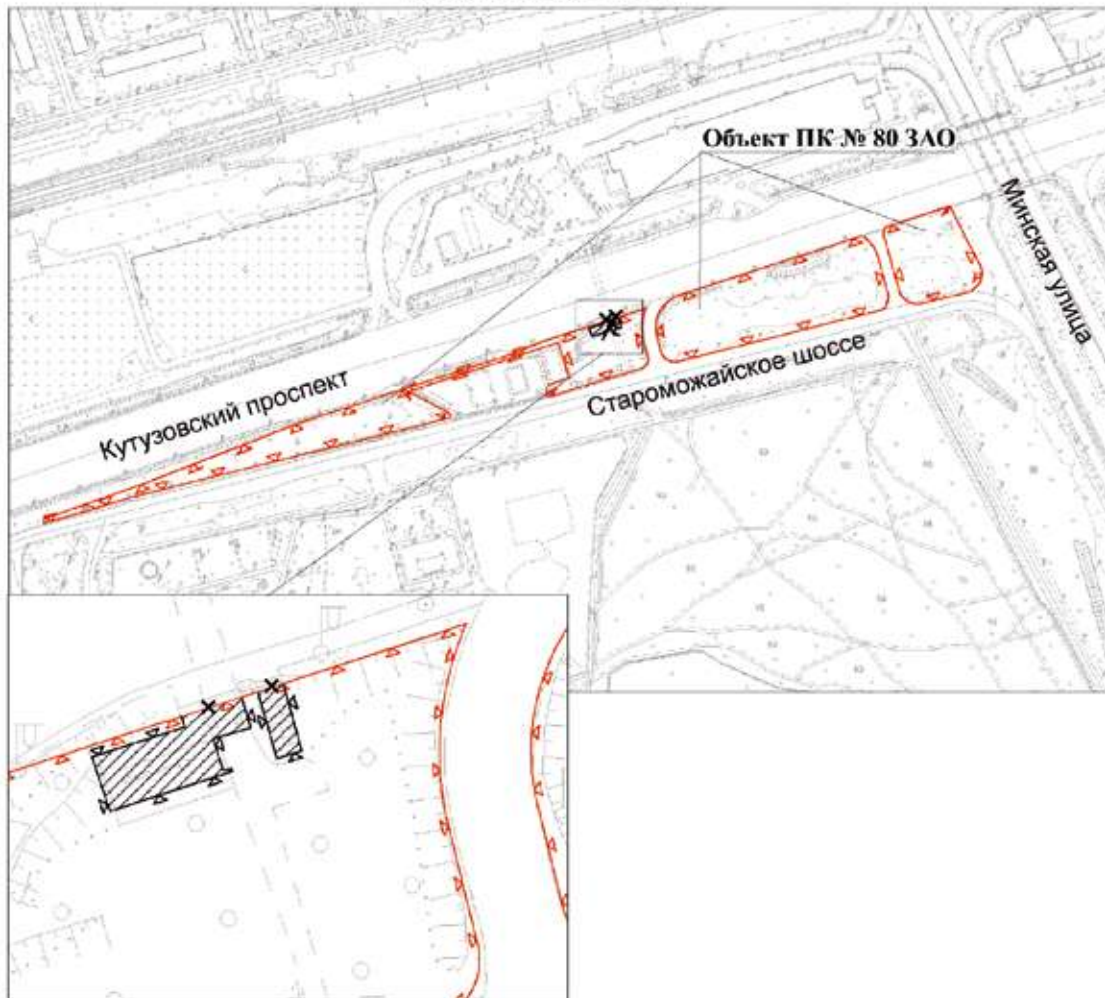 Объект ПК № 80 ЗАО
Минская улица
Кутузовский проспект
Староможайское шоссе